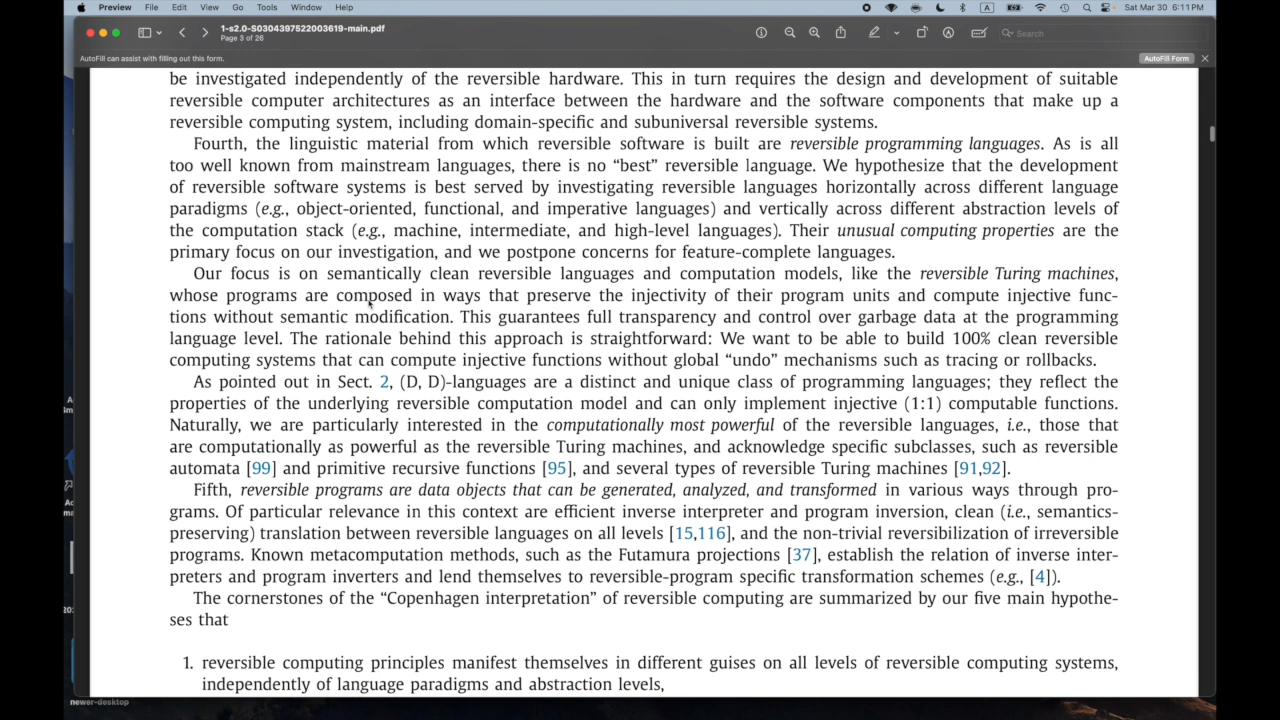 Preview File Edit View Go Tools Window Help A Sat Mar 30 6:11 PM
1-s2.0-S0304397522003619-main.pdf
Page 3 of 26
Search
AutoFill can assist with filling out this form.
AutoFill Form
be investigated independently of the reversible hardware. This in turn requires the design and development of suitable
reversible computer architectures as an interface between the hardware and the software components that make up a
reversible computing system, including domain-specific and subuniversal reversible systems.
Fourth, the linguistic material from which reversible software is built are reversible programming languages. As is all
too well known from mainstream languages, there is no “best” reversible language. We hypothesize that the development
of reversible software systems is best served by investigating reversible languages horizontally across different language
paradigms (e.g., object-oriented, functional, and imperative languages) and vertically across different abstraction levels of
the computation stack (e.g., machine, intermediate, and high-level languages). Their unusual computing properties are the
primary focus on our investigation, and we postpone concerns for feature-complete languages.
Our focus is on semantically clean reversible languages and computation models, like the reversible Turing machines,
whose programs are composed in ways that preserve the injectivity of their program units and compute injective func-
tions without semantic modification. This guarantees full transparency and control over garbage data at the programming
language level. The rationale behind this approach is straightforward: We want to be able to build 100% clean reversible
computing systems that can compute injective functions without global “undo” mechanisms such as tracing or rollbacks.
As pointed out in Sect. 2, (D, D)-languages are a distinct and unique class of programming languages; they reflect the
properties of the underlying reversible computation model and can only implement injective (1:1) computable functions.
Naturally, we are particularly interested in the computationally most powerful of the reversible languages, i.e., those that
are computationally as powerful as the reversible Turing machines, and acknowledge specific subclasses, such as reversible
automata [99] and primitive recursive functions [95], and several types of reversible Turing machines [91,92].
Fifth, reversible programs are data objects that can be generated, analyzed, and transformed in various ways through pro-
grams. Of particular relevance in this context are efficient inverse interpreter and program inversion, clean (i.e., semantics-
preserving) translation between reversible languages on all levels [15,116], and the non-trivial reversibilization of irreversible
programs. Known metacomputation methods, such as the Futamura projections [37], establish the relation of inverse inter-
preters and program inverters and lend themselves to reversible-program specific transformation schemes (e.g., [4]).
The cornerstones of the “Copenhagen interpretation” of reversible computing are summarized by our five main hypothe-
ses that
1. reversible computing principles manifest themselves in different guises on all levels of reversible computing systems,
independently of language paradigms and abstraction levels,
newer-desktop